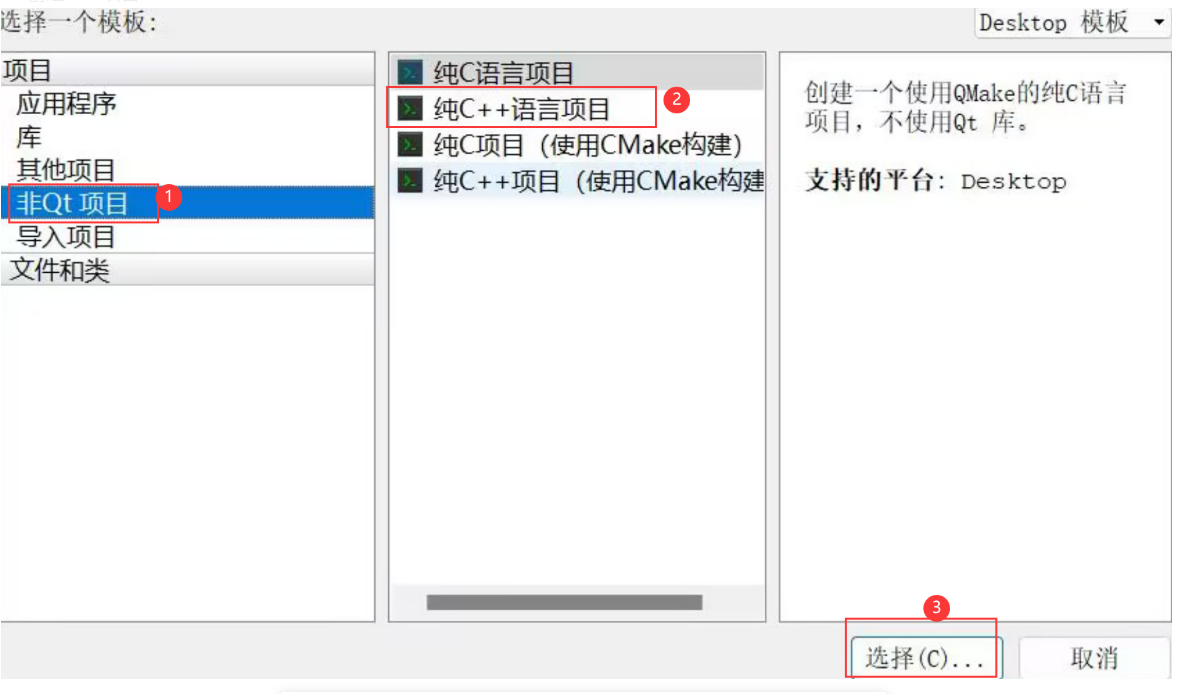 选择一个模板:
Desktop 模板
项目
应用程序
库
其他项目
非Qt 项目
1
导入项目
文件和类
纯C语言项目
纯C++语言项目
2
纯C项目（使用CMake构建）
纯C++项目（使用CMake构建
创建一个使用QMake的纯C语言
项目，不使用Qt 库。
支持的平台: Desktop
3
选择(C)...
取消